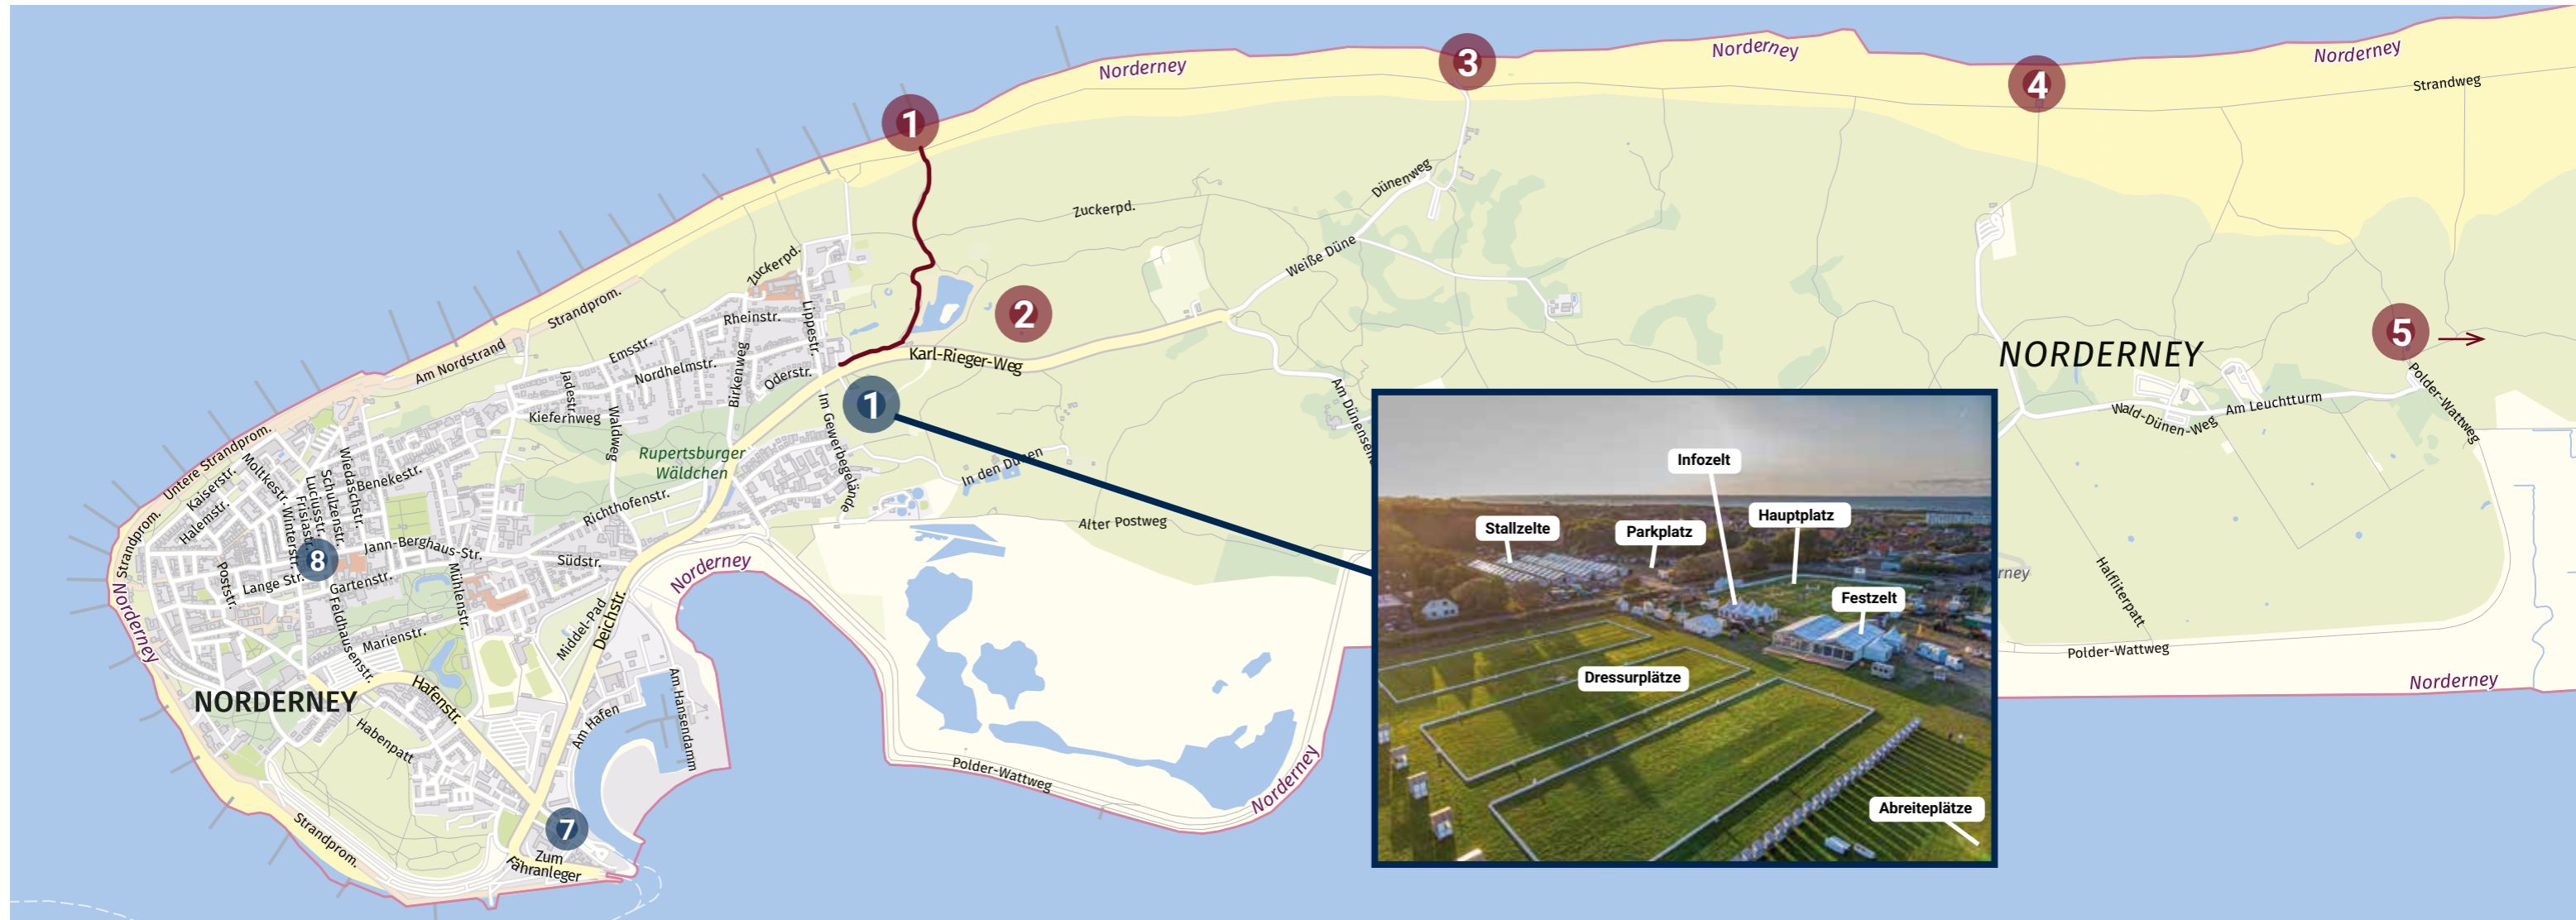 Norderney
3
Norderney
4
Norderney
Strandweg
1
Zuckerpd.
Dünenweg
Weiße Düne
Zuckerpd.
2
Strandprom.
Rheinstr.
Lippestr.
Karl-Rieger-Weg
5
NORDERNEY
Am Nordstrand
Emsstr.
Nordhelmstr.
Birkenweg
Oderstr.
Jadestr.
Kiefernweg
Waldweg
1
Im Gewerbegelände
Rupertsburger
Wäldchen
In den Dünen
Polder-Wattweg
Am Leuchtturm
Wald-Dünen-Weg
Untere Strandprom.
Kaiserstr.
Halemstr.
Moltkestr.
Wiedaschstr.
Schulzenstr.
Luciusstr.
Frisiastr.
Winterstr.
Benekestr.
Richthofenstr.
Alter Postweg
Strandprom.
8
Jann-Berghaus-Str.
Südstr.
Lange Str.
Gartenstr.
Poststr.
Mühlenstr.
Feldhausenstr.
Marienstr.
Middel-Pad
Deichstr.
Norderney
Norderney
NORDERNEY
Hafenstr.
Habenpatt
Am Hafen
Am Hansendamm
Polder-Wattweg
Norderney
Strandprom.
7
Zum
Fähranleger
Infozelt
Stallzelte
Parkplatz
Hauptplatz
Festzelt
Dressurplätze
Abreiteplätze
Halfliterpatt
Polder-Wattweg
Norderney